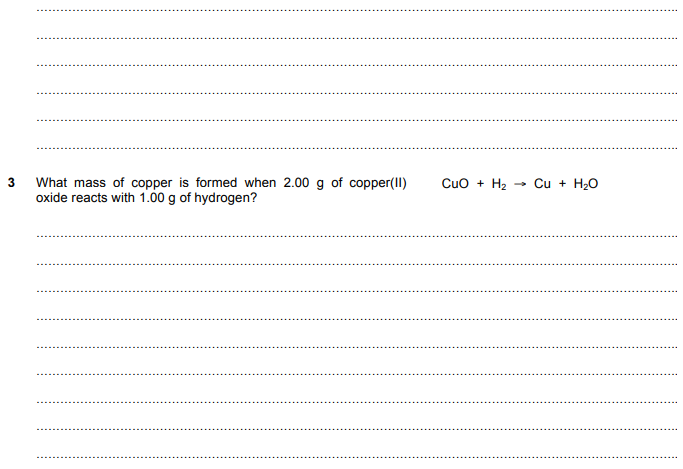 3 What mass of copper is formed when 2.00 g of copper(II) CuO + H₂ → Cu + H₂O
oxide reacts with 1.00 g of hydrogen?